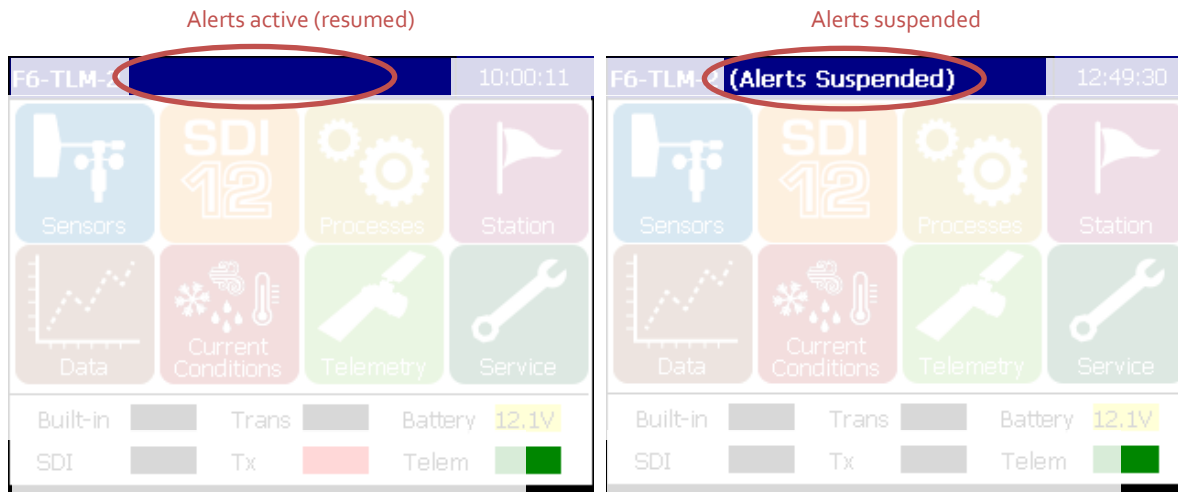 Alerts active (resumed)
F6-TLM-2
10:00:11
SDI
12
Sensors
Processes
Station
Data
Current
Conditions
Telemetry
Service
Built-in
Trans
Battery
12.1V
SDI
Tx
Telem
Alerts suspended
F6-TLM-2
(Alerts Suspended)
12:49:30
SDI
12
Sensors
Processes
Station
Data
Current
Conditions
Telemetry
Service
Built-in
Trans
Battery
12.1V
SDI
Tx
Telem